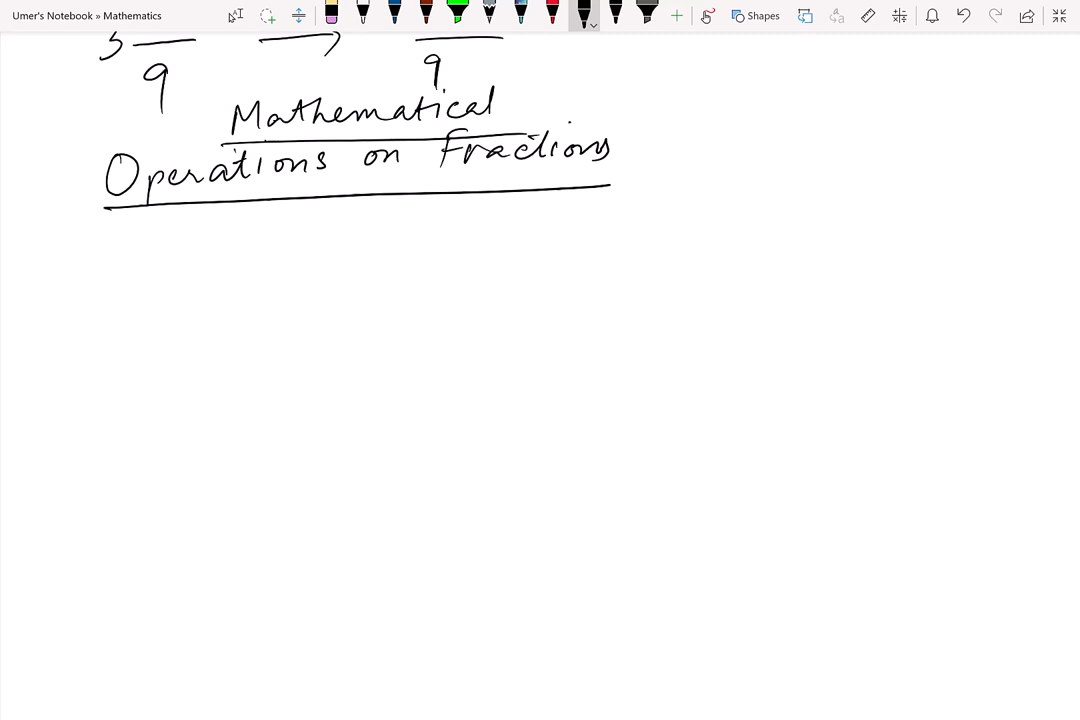 Umer's Notebook » Mathematics
Shapes
9
9
Mathematical
Operations on Fractions